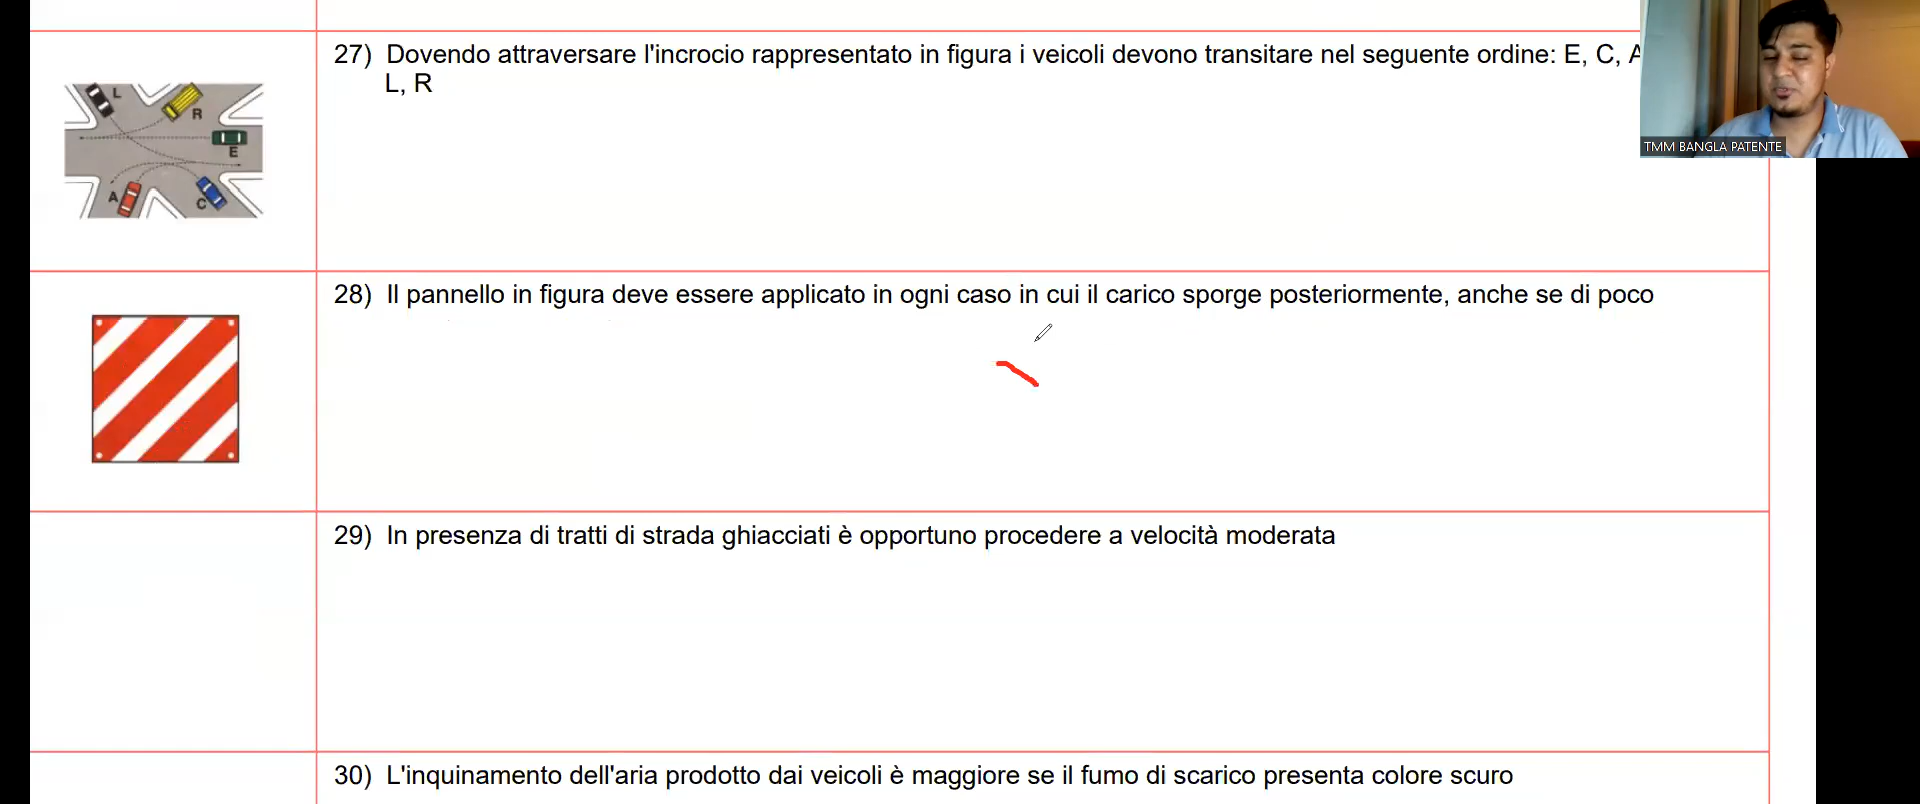 27) Dovendo attraversare l'incrocio rappresentato in figura i veicoli devono transitare nel seguente ordine: E, C, A
L, R
L
R
E
A
C
TMM BANGLA PATENTE
28) Il pannello in figura deve essere applicato in ogni caso in cui il carico sporge posteriormente, anche se di poco
29) In presenza di tratti di strada ghiacciati è opportuno procedere a velocità moderata
30) L'inquinamento dell'aria prodotto dai veicoli è maggiore se il fumo di scarico presenta colore scuro